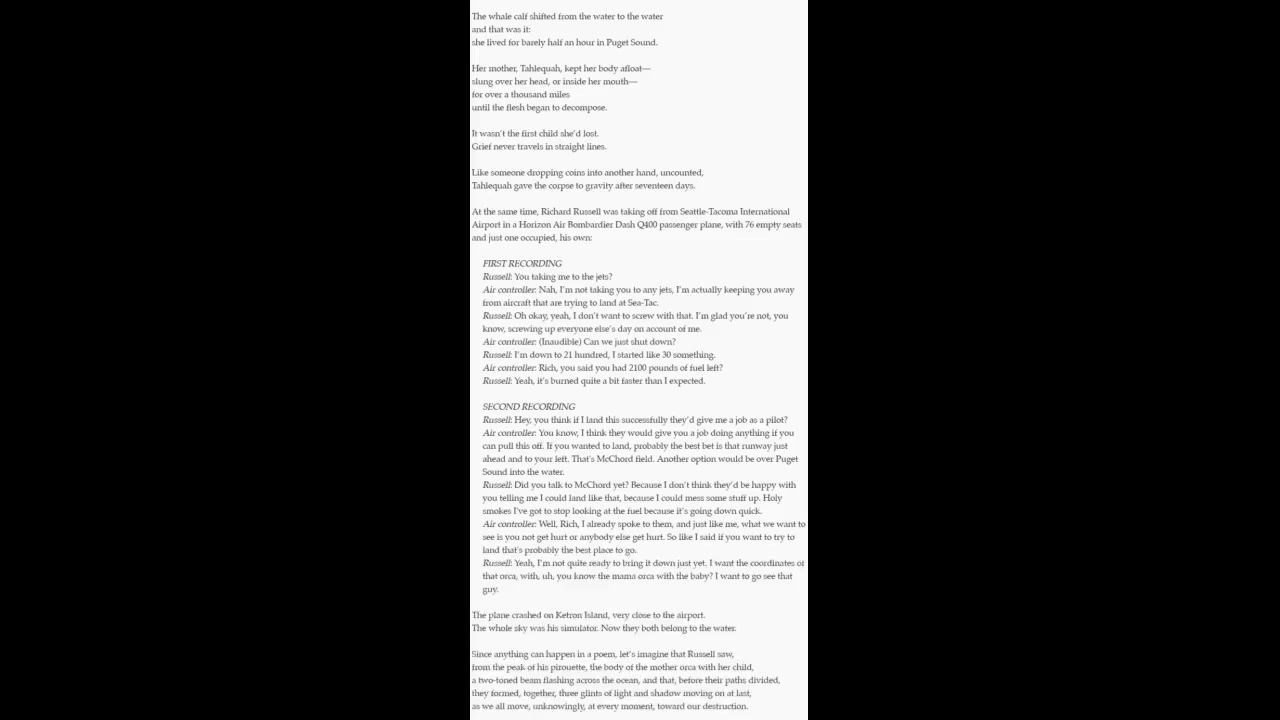 The whale calf shifted from the water to the water
and that was it:
she lived for barely half an hour in Puget Sound.
Her mother, Tahlequah, kept her body afloat—
slung over her head, or inside her mouth—
for over a thousand miles
until the flesh began to decompose.
It wasn't the first child she'd lost.
Grief never travels in straight lines.
Like someone dropping coins into another hand, uncounted,
Tahlequah gave the corpse to gravity after seventeen days.
At the same time, Richard Russell was taking off from Seattle-Tacoma International
Airport in a Horizon Air Bombardier Dash Q400 passenger plane, with 76 empty seats
and just one occupied, his own:
FIRST RECORDING
Russell: You taking me to the jets?
Air controller: Nah, I'm not taking you to any jets, I'm actually keeping you away
from aircraft that are trying to land at Sea-Tac.
Russell: Oh okay, yeah, I don't want to screw with that. I'm glad you're not, you
know, screwing up everyone else's day on account of me.
Air controller: (Inaudible) Can we just shut down?
Russell: I'm down to 21 hundred, I started like 30 something.
Air controller: Rich, you said you had 2100 pounds of fuel left?
Russell: Yeah, it's burned quite a bit faster than I expected.
SECOND RECORDING
Russell: Hey, you think if I land this successfully they'd give me a job as a pilot?
Air controller: You know, I think they would give you a job doing anything if you
can pull this off. If you wanted to land, probably the best bet is that runway just
ahead and to your left. That's McChord field. Another option would be over Puget
Sound into the water.
Russell: Did you talk to McChord yet? Because I don't think they'd be happy with
you telling me I could land like that, because I could mess some stuff up. Holy
smokes I've got to stop looking at the fuel because it's going down quick.
Air controller: Well, Rich, I already spoke to them, and just like me, what we want to
see is you not get hurt or anybody else get hurt. So like I said if you want to try to
land that's probably the best place to go.
Russell: Yeah, I'm not quite ready to bring it down just yet. I want the coordinates of
that orca, with, uh, you know the mama orca with the baby? I want to go see that
guy.
The plane crashed on Ketron Island, very close to the airport.
The whole sky was his simulator. Now they both belong to the water.
Since anything can happen in a poem, let's imagine that Russell saw,
from the peak of his pirouette, the body of the mother orca with her child,
a two-toned beam flashing across the ocean, and that, before their paths divided,
they formed, together, three glints of light and shadow moving on at last,
as we all move, unknowingly, at every moment, toward our destruction.